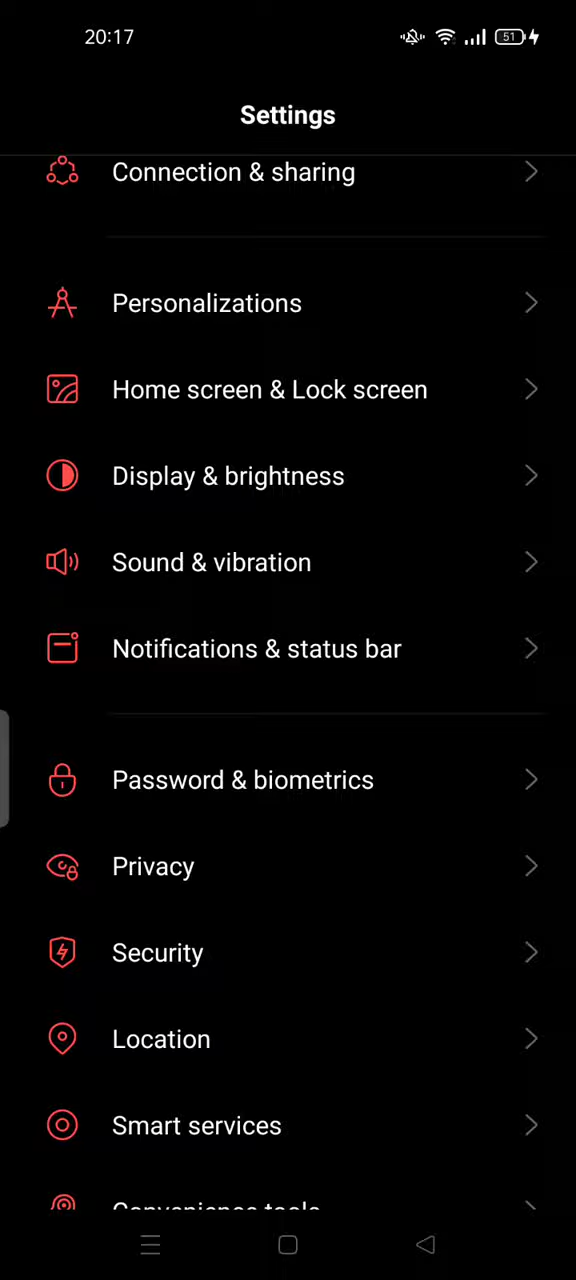 20:17
51
Settings
Connection & sharing
Personalizations
Home screen & Lock screen
Display & brightness
Sound & vibration
Notifications & status bar
Password & biometrics
Privacy
Security
Location
Smart services
Convenience tools